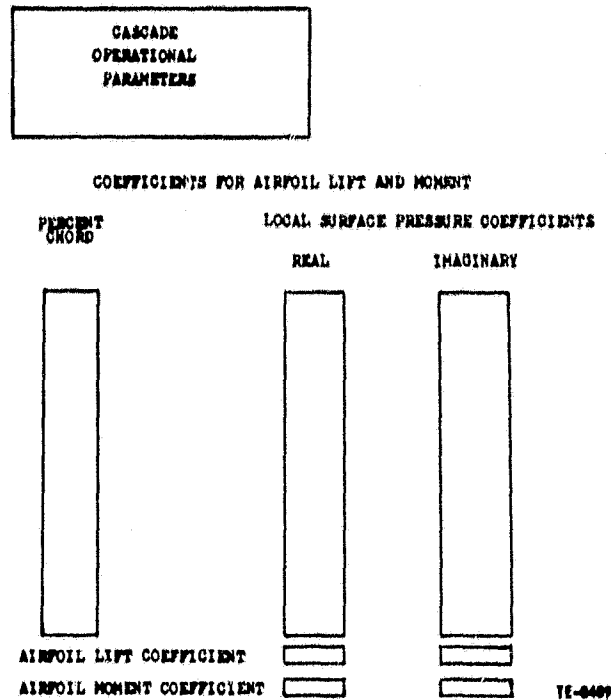 CASCADE
OPERATIONAL
PARAMETERS
COEFFICIENTS FOR AIRFOIL LIFT AND MOMENT
PERCENT
CHORD
LOCAL SURFACE PRESSURE COEFFICIENTS
REAL
IMAGINARY
AIRFOIL LIFT COEFFICIENT
AIRFOIL MOMENT COEFFICIENT